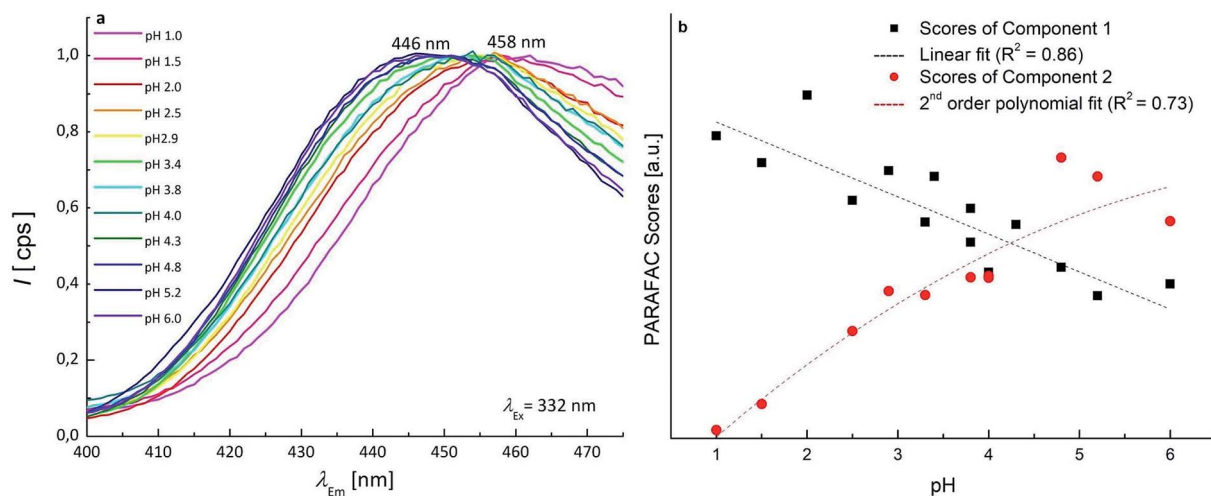 a
pH 1.0
pH 1.5
pH 2.0
pH 2.5
pH2.9
pH 3.4
pH 3.8
pH 4.0
pH 4.3
pH 4.8
pH 5.2
pH 6.0
446 nm
458 nm
λEx= 332 nm
1,0
0,8
0,6
0,4
0,2
0,0
I [cps]
400 410 420 430 440 450 460 470
λEm [nm]
b
Scores of Component 1
Linear fit (R² = 0.86)
Scores of Component 2
2nd order polynomial fit (R² = 0.73)
PARAFAC Scores [a.u.]
1 2 3 4 5 6
pH